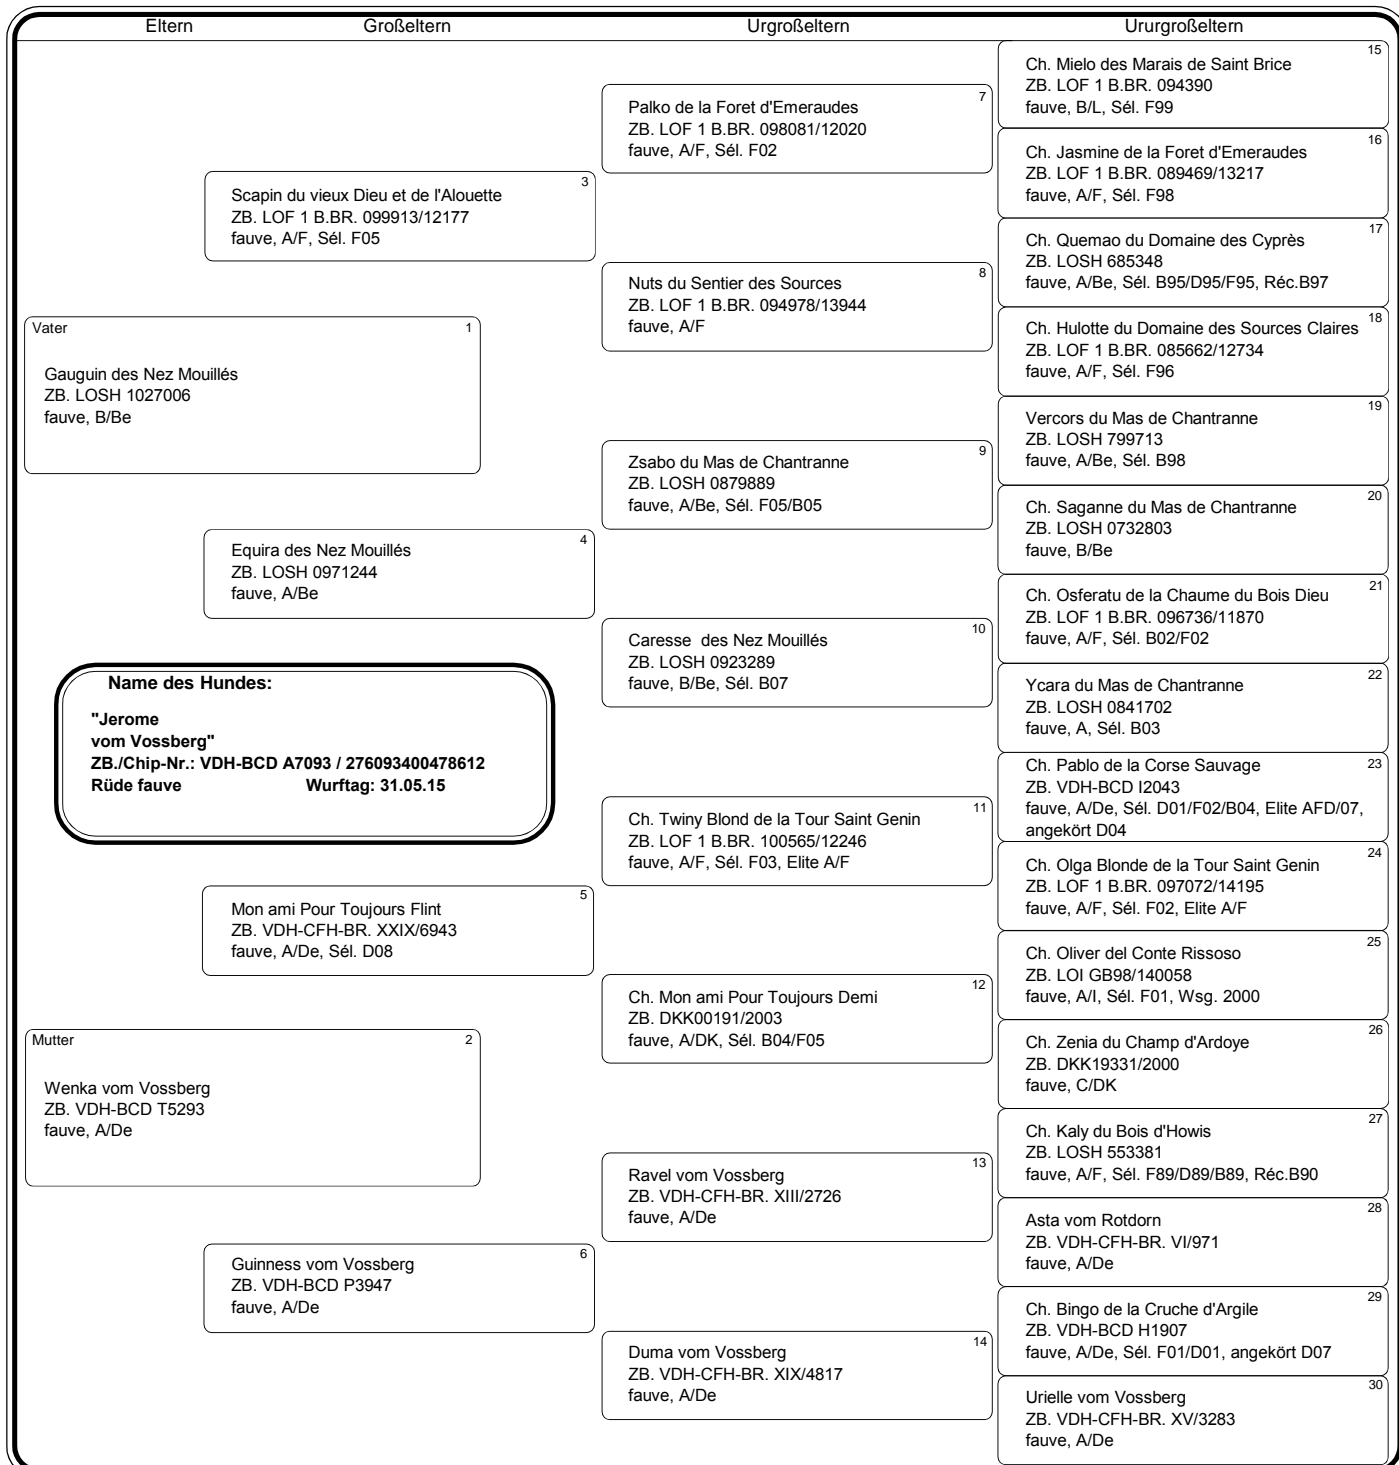 Eltern Großeltern Urgroßeltern Ururgroßeltern
Vater 1
Gauguin des Nez Mouillés
ZB. LOSH 1027006
fauve, B/Be
Mutter 2
Wenka vom Vossberg
ZB. VDH-BCD T5293
fauve, A/De
3
Scapin du vieux Dieu et de l'Alouette
ZB. LOF 1 B.BR. 099913/12177
fauve, A/F, Sél. F05
4
Equira des Nez Mouillés
ZB. LOSH 0971244
fauve, A/Be
Name des Hundes:
"Jerome
vom Vossberg"
ZB./Chip-Nr.: VDH-BCD A7093 / 276093400478612
Rüde fauve Wurftag: 31.05.15
5
Mon ami Pour Toujours Flint
ZB. VDH-CFH-BR. XXIX/6943
fauve, A/De, Sél. D08
6
Guinness vom Vossberg
ZB. VDH-BCD P3947
fauve, A/De
7
Palko de la Foret d'Emeraudes
ZB. LOF 1 B.BR. 098081/12020
fauve, A/F, Sél. F02
8
Nuts du Sentier des Sources
ZB. LOF 1 B.BR. 094978/13944
fauve, A/F
9
Zsabo du Mas de Chantranne
ZB. LOSH 0879889
fauve, A/Be, Sél. F05/B05
10
Caresse des Nez Mouillés
ZB. LOSH 0923289
fauve, B/Be, Sél. B07
11
Ch. Twiny Blond de la Tour Saint Genin
ZB. LOF 1 B.BR. 100565/12246
fauve, A/F, Sél. F03, Elite A/F
12
Ch. Mon ami Pour Toujours Demi
ZB. DKK00191/2003
fauve, A/DK, Sél. B04/F05
13
Ravel vom Vossberg
ZB. VDH-CFH-BR. XIII/2726
fauve, A/De
14
Duma vom Vossberg
ZB. VDH-CFH-BR. XIX/4817
fauve, A/De
15
Ch. Mielo des Marais de Saint Brice
ZB. LOF 1 B.BR. 094390
fauve, B/L, Sél. F99
16
Ch. Jasmine de la Foret d'Emeraudes
ZB. LOF 1 B.BR. 089469/13217
fauve, A/F, Sél. F98
17
Ch. Quemao du Domaine des Cyprès
ZB. LOSH 685348
fauve, A/Be, Sél. B95/D95/F95, Réc.B97
18
Ch. Hulotte du Domaine des Sources Claires
ZB. LOF 1 B.BR. 085662/12734
fauve, A/F, Sél. F96
19
Vercors du Mas de Chantranne
ZB. LOSH 799713
fauve, A/Be, Sél. B98
20
Ch. Saganne du Mas de Chantranne
ZB. LOSH 0732803
fauve, B/Be
21
Ch. Osferatu de la Chaume du Bois Dieu
ZB. LOF 1 B.BR. 096736/11870
fauve, A/F, Sél. B02/F02
22
Ycara du Mas de Chantranne
ZB. LOSH 0841702
fauve, A, Sél. B03
23
Ch. Pablo de la Corse Sauvage
ZB. VDH-BCD I2043
fauve, A/De, Sél. D01/F02/B04, Elite AFD/07,
angekört D04
24
Ch. Olga Blonde de la Tour Saint Genin
ZB. LOF 1 B.BR. 097072/14195
fauve, A/F, Sél. F02, Elite A/F
25
Ch. Oliver del Conte Rissoso
ZB. LOI GB98/140058
fauve, A/I, Sél. F01, Wsg. 2000
26
Ch. Zenia du Champ d'Ardoye
ZB. DKK19331/2000
fauve, C/DK
27
Ch. Kaly du Bois d'Howis
ZB. LOSH 553381
fauve, A/F, Sél. F89/D89/B89, Réc.B90
28
Asta vom Rotdorn
ZB. VDH-CFH-BR. VI/971
fauve, A/De
29
Ch. Bingo de la Cruche d'Argile
ZB. VDH-BCD H1907
fauve, A/De, Sél. F01/D01, angekört D07
30
Urielle vom Vossberg
ZB. VDH-CFH-BR. XV/3283
fauve, A/De